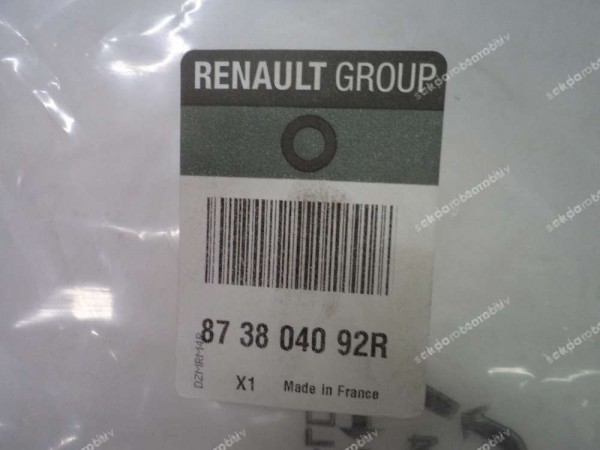 RENAULT GROUP
87 38 040 92R
X1 Made in France